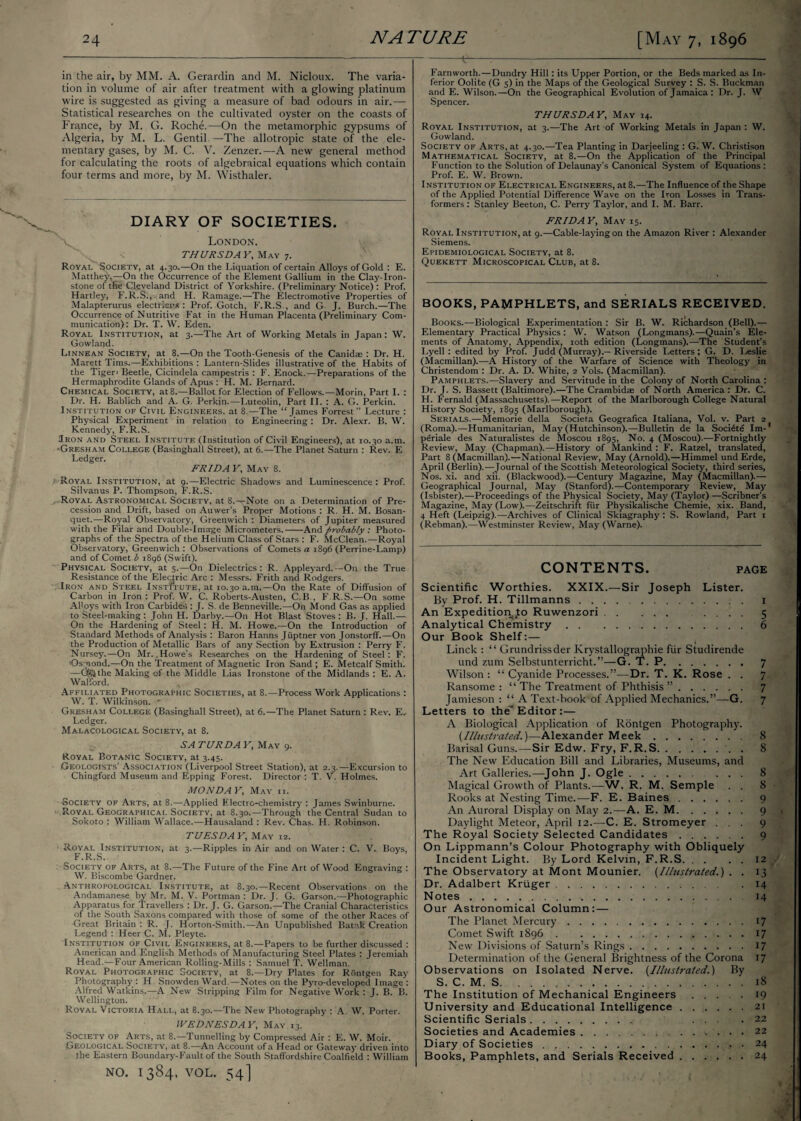 24
NATURE
[MAY 7, 1896
in the air, by MM. A. Gerardin and M. Nicloux. The varia-
tion in volume of air after treatment with a glowing platinum
wire is suggested as giving a measure of bad odours in air.—
Statistical researches on the cultivated oyster on the coasts of
France, by M. G. Roché.—On the metamorphic gypsums of
Algeria, by M. L. Gentil.—The allotropic state of the ele-
mentary gases, by M. C. V. Zenzer.—A new general method
for calculating the roots of algebraical equations which contain
four terms and more, by M. Wisthaler.
DIARY OF SOCIETIES.
LONDON.
THURSDAY, MAY 7.
ROYAL SOCIETY, at 4.30.—On the Liquation of certain Alloys of Gold : E.
Matthey.—On the Occurrence of the Element Gallium in the Clay-Iron-
stone of the Cleveland District of Yorkshire. (Preliminary Notice) : Prof.
Hartley, F.R.S., and H. Ramage.—The Electromotive Properties of
Malapterurus electricus : Prof. Gotch, F.R.S., and G. J. Burch.—The
Occurrence of Nutritive Fat in the Human Placenta (Preliminary Com-
munication) : Dr. T. W. Eden.
ROYAL INSTITUTION, at 3.—The Art of Working Metals in Japan : W.
Gowland.
LINNEAN SOCIETY, at 8.—On the Tooth-Genesis of the Canidæ : Dr. H.
Marett Tims.—Exhibitions : Lantern-Slides illustrative of the Habits of
the Tiger Beetle, Cicindela campestris : F. Enock.—Preparations of the
Hermaphrodite Glands of Apus : H. M. Bernard.
CHEMICAL SOCIETY, at 8.—Ballot for Election of Fellows.—Morin, Part I. :
Dr. H. Bablich and A. G. Perkin.—Luteolin, Part II. : A. G. Perkin.
INSTITUTION OF CIVIL ENGINEERS, at 8.—The “James Forrest” Lecture :
Physical Experiment in relation to Engineering : Dr. Alexr. B. W.
Kennedy, F.R.S.
IRON AND STEEL INSTITUTE (Institution of Civil Engineers), at 10.30 a.m.
GRESHAM COLLEGE (Basinghall Street), at 6.—The Planet Saturn : Rev. E
Ledger.
FRIDAY, MAY 8.
ROYAL INSTITUTION, at 9.—Electric Shadows and Luminescence : Prof.
Silvanus P. Thompson, F.R.S.
ROYAL ASTRONOMICAL SOCIETY, at 8.—Note on a Determination of Pre-
cession and Drift, based on Auwer's Proper Motions : R. H. M. Bosan-
quet.—Royal Observatory, Greenwich : Diameters of Jupiter measured
with the Filar and Double-Image Micrometers.—And probably : Photo-
graphs of the Spectra of the Helium Class of Stars : F. McClean.—Royal
Observatory, Greenwich : Observations of Comets a 1896 (Perrine-Lamp)
and of Comet b 1896 (Swift).
PHYSICAL SOCIETY, at 5.—On Dielectrics : R. Appleyard.—On the True
Resistance of the Electric Arc : Messrs. Frith and Rodgers.
IRON AND STEEL INSTITUTE, at 10.30 a.m.—On the Rate of Diffusion of
Carbon in Iron : Prof. W. C. Roberts-Austen, C.B., F.R.S.—On some
Alloys with Iron Carbides : J. S. de Benneville.—On Mond Gas as applied
to Steel-making : John H. Darby.—On Hot Blast Stoves : B. J. Hall.—
On the Hardening of Steel : H. M. Howe.—On the Introduction of
Standard Methods of Analysis : Baron Hanns Jüptner von Jonstorff.—On
the Production of Metallic Bars of any Section by Extrusion : Perry F.
Nursey.—On Mr. Howe's Researches on the Hardening of Steel : F.
Osmond.—On the Treatment of Magnetic Iron Sand ; E. Metcalf Smith.
—On the Making of the Middle Lias Ironstone of the Midlands : E. A.
Walford.
AFFILIATED PHOTOGRAPHIC SOCIETIES, at 8.—Process Work Applications :
W. T. Wilkinson.
GRESHAM COLLEGE (Basinghall Street), at 6.—The Planet Saturn : Rev. E.
Ledger.
MALACOLOGICAL SOCIETY, at 8.
SATURDAY, MAY 9.
ROYAL BOTANIC SOCIETY, at 3.45.
GEOLOGISTS' ASSOCIATION (Liverpool Street Station), at 2.3.—Excursion to
Chingford Museum and Epping Forest. Director : T. V. Holmes.
MONDAY, MAY 11.
SOCIETY OF ARTS, at 8.—Applied Electro-chemistry : James Swinburne.
ROYAL GEOGRAPHICAL SOCIETY, at 8.30.—Through the Central Sudan to
Sokoto : William Wallace.—Hausaland : Rev. Chas. H. Robinson.
TUESDAY, MAY 12.
ROYAL INSTITUTION, at 3.—Ripples in Air and on Water : C. V. Boys,
F.R.S.
SOCIETY OF ARTS, at 8.—The Future of the Fine Art of Wood Engraving :
W. Biscombe Gardner.
ANTHROPOLOGICAL INSTITUTE, at 8.30.—Recent Observations on the
Andamanese by Mr. M. V. Portman : Dr. J. G. Garson.—Photographic
Apparatus for Travellers : Dr. J. G. Garson.—The Cranial Characteristics
of the South Saxons compared with those of some of the other Races of
Great Britain : R. J. Horton-Smith.—An Unpublished Batak Creation
Legend : Heer C. M. Pleyte.
INSTITUTION OF CIVIL ENGINEERS, at 8.—Papers to be further discussed :
American and English Methods of Manufacturing Steel Plates : Jeremiah
Head.—Four American Rolling-Mills : Samuel T. Wellman.
ROYAL PHOTOGRAPHIC SOCIETY, at 8.—Dry Plates for Röntgen Ray
Photography : H. Snowden Ward.—Notes on the Pyro-developed Image :
Alfred Watkins.—A New Stripping Film for Negative Work : J. B. B.
Wellington.
ROYAL VICTORIA HALL, at 8.30.—The New Photography : A. W. Porter.
WEDNESDAY, MAY 13.
SOCIETY OF ARTS, at 8.—Tunnelling by Compressed Air : E. W. Moir.
GEOLOGICAL SOCIETY, at 8.—An Account of a Head or Gateway driven into
the Eastern Boundary-Fault of the South Staffordshire Coalfield : William
NO. 1384, VOL. 54]
Farnworth.—Dundry Hill : its Upper Portion, or the Beds marked as In-
ferior Oolite (G 5) in the Maps of the Geological Survey : S. S. Buckman
and E. Wilson.—On the Geographical Evolution of Jamaica : Dr. J. W
Spencer.
THURSDAY, MAY 14.
ROYAL INSTITUTION, at 3.—The Art of Working Metals in Japan : W.
Gowland.
SOCIETY OF ARTS, at 4.30.—Tea Planting in Darjeeling : G. W. Christison
MATHEMATICAL SOCIETY, at 8.—On the Application of the Principal
Function to the Solution of Delaunay's Canonical System of Equations :
Prof. E. W. Brown.
INSTITUTION OF ELECTRICAL ENGINEERS, at 8.—The Influence of the Shape
of the Applied Potential Difference Wave on the Iron Losses in Trans-
formers : Stanley Beeton, C. Perry Taylor, and I. M. Barr.
FRIDAY, MAY 15.
ROYAL INSTITUTION, at 9.—Cable-laying on the Amazon River : Alexander
Siemens.
EPIDEMIOLOGICAL SOCIETY, at 8.
QUEKETT MICROSCOPICAL CLUB, at 8.
BOOKS, PAMPHLETS, and SERIALS RECEIVED.
BOOKS.—Biological Experimentation : Sir B. W. Richardson (Bell).—
Elementary Practical Physics : W. Watson (Longmans).—Quain's Ele-
ments of Anatomy, Appendix, 10th edition (Longmans).—The Student's
Lyell : edited by Prof. Judd (Murray).—Riverside Letters ; G. D. Leslie
(Macmillan).—A History of the Warfare of Science with Theology in
Christendom : Dr. A. D. White, 2 Vols. (Macmillan).
PAMPHLETS.—Slavery and Servitude in the Colony of North Carolina :
Dr. J. S. Bassett (Baltimore).—The Crambidæ of North America : Dr. C.
H. Fernald (Massachusetts).—Report of the Marlborough College Natural
History Society, 1895 (Marlborough).
SERIALS.—Memorie della Societa Geografica Italiana, Vol. v. Part 2
(Roma).—Humanitarian, May (Hutchinson).—Bulletin de la Société Im-
périale des Naturalistes de Moscou 1895, No. 4 (Moscou).—Fortnightly
Review, May (Chapman).—History of Mankind : F. Ratzel, translated,
Part 8 (Macmillan).—National Review, May (Arnold).—Himmel und Erde,
April (Berlin).—Journal of the Scottish Meteorological Society, third series,
Nos. xi. and xii. (Blackwood).—Century Magazine, May (Macmillan).—
Geographical Journal, May (Stanford).—Contemporary Review, May
(Isbister).—Proceedings of the Physical Society, May (Taylor)—Scribner's
Magazine, May (Low).—Zeitschrift für Physikalische Chemie, xix. Band,
4 Heft (Leipzig).—Archives of Clinical Skiagraphy : S. Rowland, Part 1
(Rebman).—Westminster Review, May (Warne).
CONTENTS. PAGE
Scientific Worthies. XXIX.—Sir Joseph Lister.
By Prof. H. Tillmanns . . . 1
An Expedition to Ruwenzori . . . 5
Analytical Chemistry . . . 6
Our Book Shelf:—
Linck : “Grundriss der Krystallographie für Studirende
und zum Selbstunterricht.”—G. T. P. . . . 7
Wilson : “Cyanide Processes.”—Dr. T. K. Rose . . 7
Ransome : “The Treatment of Phthisis” . . . 7
Jamieson : “A Text-book of Applied Mechanics.”—G. 7
Letters to the Editor:—
A Biological Application of Röntgen Photography.
(Illustrated.)—Alexander Meek . . . 8
Barisal Guns.—Sir Edw. Fry, F.R.S. . . . 8
The New Education Bill and Libraries, Museums, and
Art Galleries.—John J. Ogle . . . 8
Magical Growth of Plants.—W. R. M. Semple . . 8
Rooks at Nesting Time.—F. E. Baines . . . 9
An Auroral Display on May 2.—A. E. M. . . . 9
Daylight Meteor, April 12.—C. E. Stromeyer . . . 9
The Royal Society Selected Candidates . . . 9
On Lippmann's Colour Photography with Obliquely
Incident Light. By Lord Kelvin, F.R.S. . . . 12
The Observatory at Mont Mounier. (Illustrated.) . . 13
Dr. Adalbert Krüger . . . 14
Notes . . . 14
Our Astronomical Column:—
The Planet Mercury . . . 17
Comet Swift 1896 . . . 17
New Divisions of Saturn's Rings . . . 17
Determination of the General Brightness of the Corona 17
Observations on Isolated Nerve. (Illustrated.) By
S. C. M. S. . . . 18
The Institution of Mechanical Engineers . . . 19
University and Educational Intelligence . . . 21
Scientific Serials . . . 22
Societies and Academies . . . 22
Diary of Societies . . . 24
Books, Pamphlets, and Serials Received . . . 24